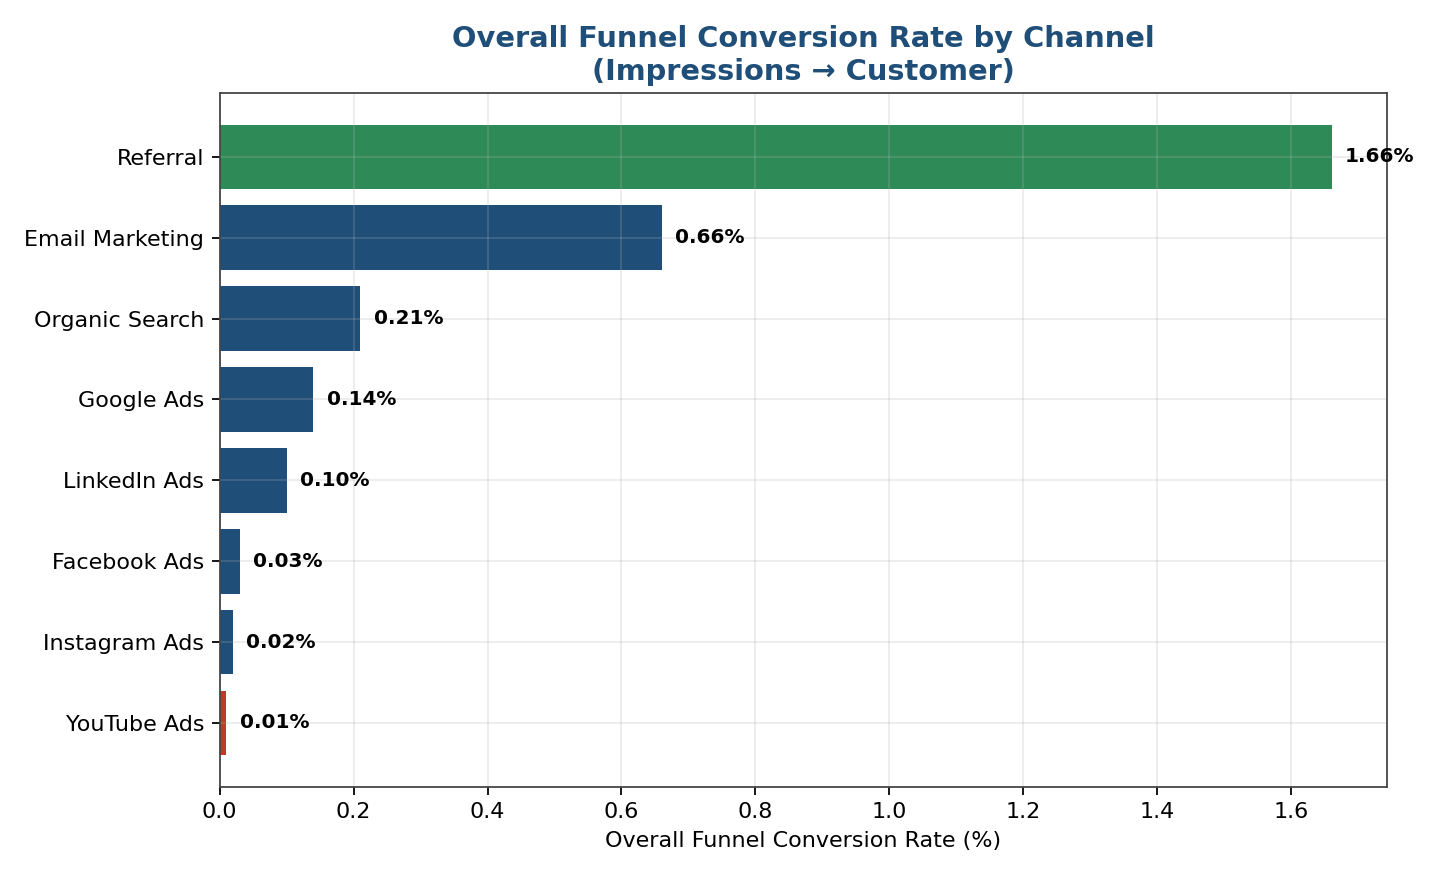 Overall Funnel Conversion Rate by Channel
(Impressions → Customer)
Referral 1.66%
Email Marketing 0.66%
Organic Search 0.21%
Google Ads 0.14%
LinkedIn Ads 0.10%
Facebook Ads 0.03%
Instagram Ads 0.02%
YouTube Ads 0.01%
0.0 0.2 0.4 0.6 0.8 1.0 1.2 1.4 1.6
Overall Funnel Conversion Rate (%)